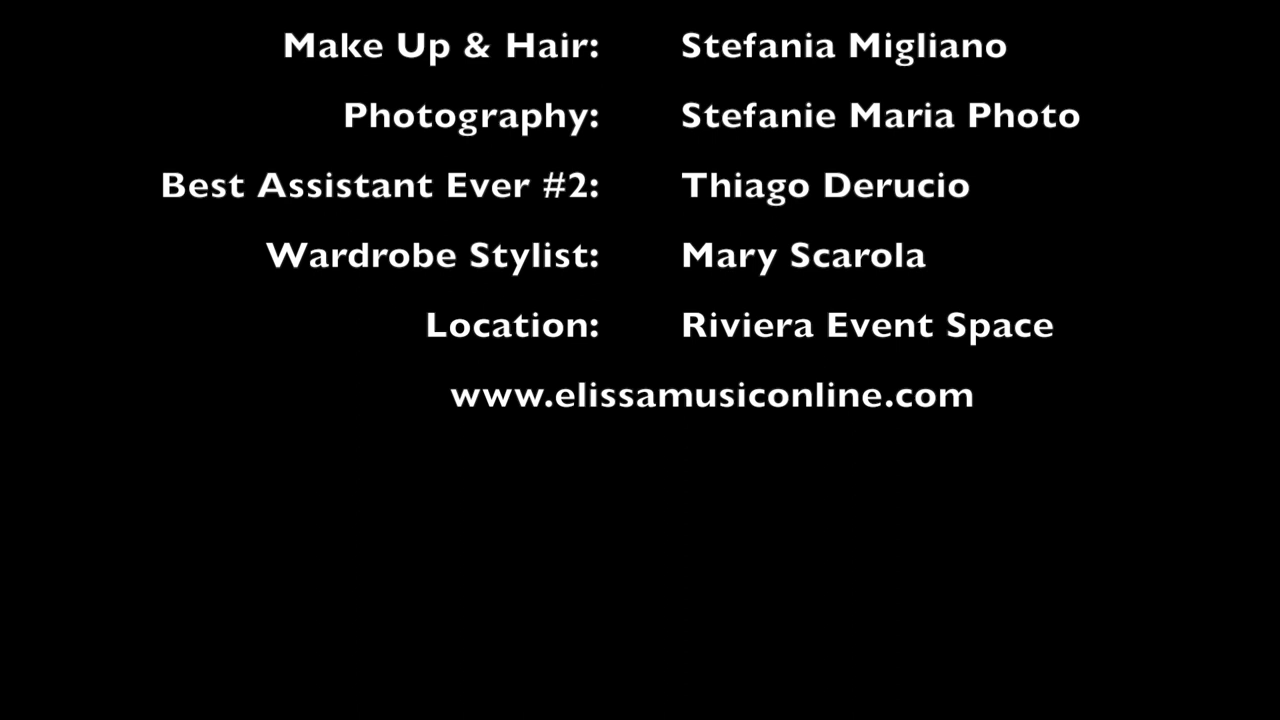 Make Up & Hair: Stefania Migliano
Photography: Stefanie Maria Photo
Best Assistant Ever #2: Thiago Derucio
Wardrobe Stylist: Mary Scarola
Location: Riviera Event Space
www.elissamusiconline.com